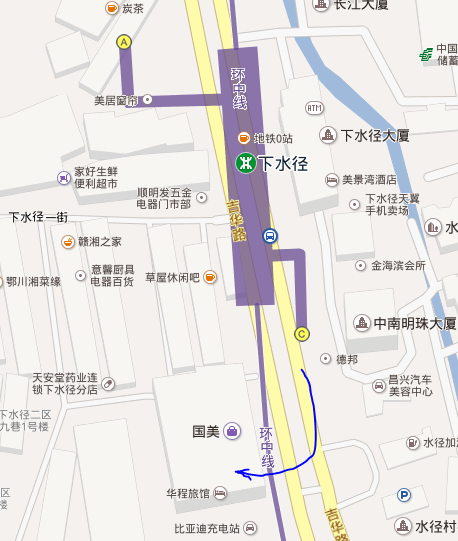 炭茶
长江大厦
A
中国
储蓄
环中线
美居窗帘
ATM
地铁0站
下水径大厦
下水径
家好生鲜
便利超市
美景湾酒店
顺明发五金
电器门市部
下水径天翼
手机卖场
下水径一街
吉华路
水
赣湘之家
意馨厨具
电器百货
金海滨会所
鄂川湘菜缘
草屋休闲吧
中南明珠大厦
C
德邦
天安堂药业连
锁下水径分店
昌兴汽车
美容中心
下水径二区
九巷1号楼
国美
环中线
水径加
区
华程旅馆
P
吉华路
比亚迪充电站
水径村